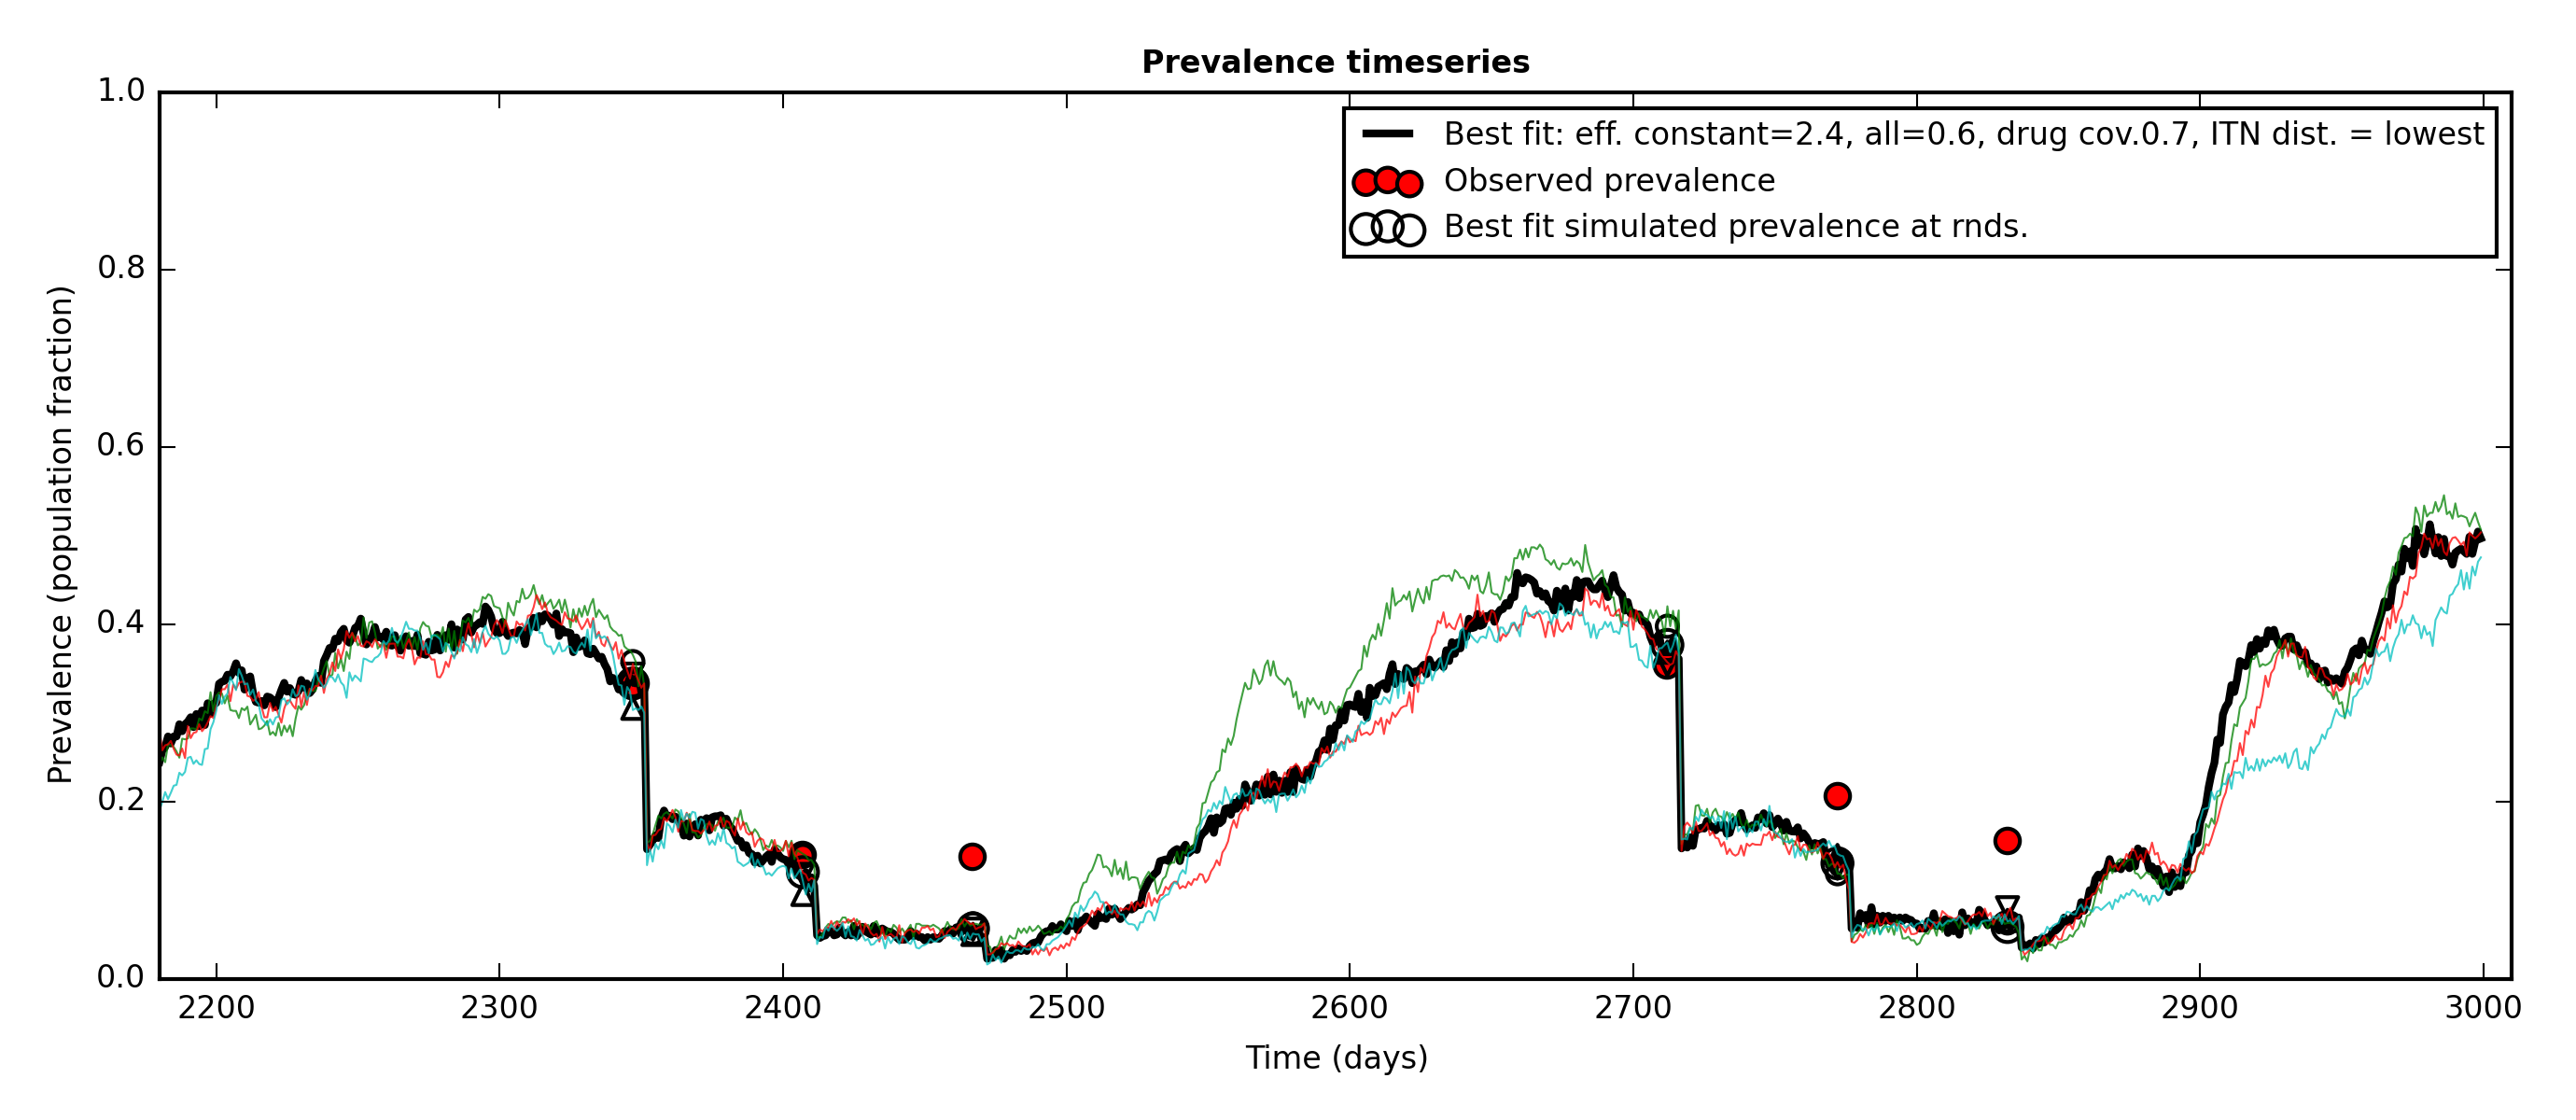 Prevalence timeseries
1.0
0.8
0.6
0.4
0.2
0.0
Prevalence (population fraction)
Best fit: eff. constant=2.4, all=0.6, drug cov.0.7, ITN dist. = lowest
Observed prevalence
Best fit simulated prevalence at rnds.
2200 2300 2400 2500 2600 2700 2800 2900 3000
Time (days)